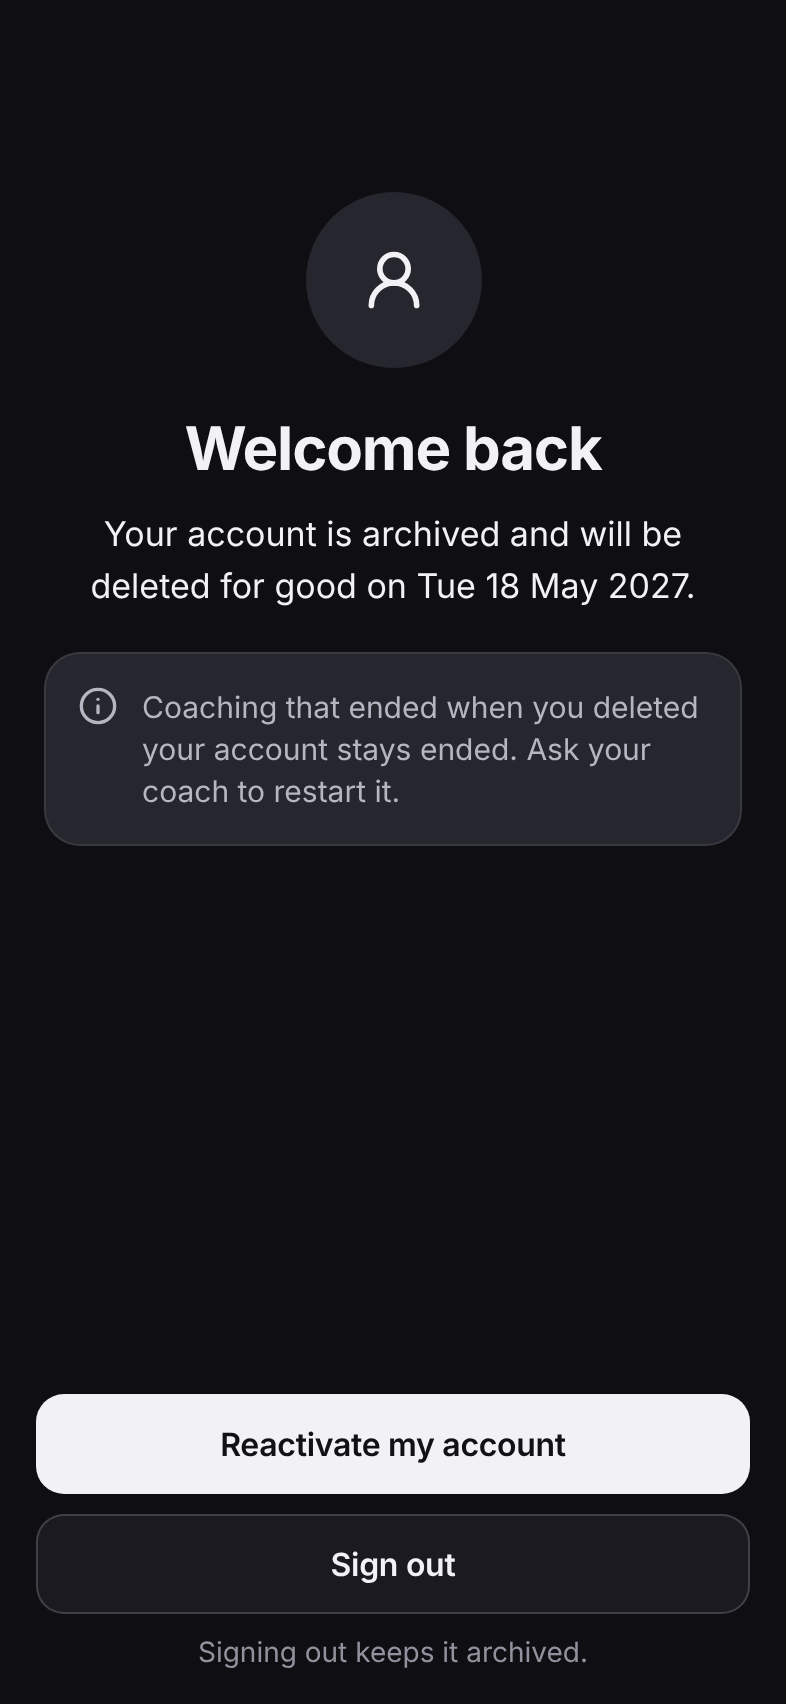 Welcome back
Your account is archived and will be
deleted for good on Tue 18 May 2027.
Coaching that ended when you deleted
your account stays ended. Ask your
coach to restart it.
Reactivate my account
Sign out
Signing out keeps it archived.